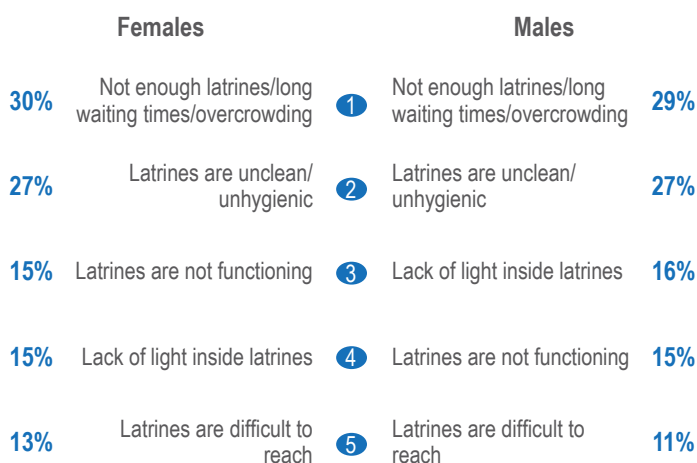 Females Males
30% Not enough latrines/long waiting times/overcrowding 1 Not enough latrines/long waiting times/overcrowding 29%
27% Latrines are unclean/ unhygienic 2 Latrines are unclean/ unhygienic 27%
15% Latrines are not functioning 3 Lack of light inside latrines 16%
15% Lack of light inside latrines 4 Latrines are not functioning 15%
13% Latrines are difficult to reach 5 Latrines are difficult to reach 11%